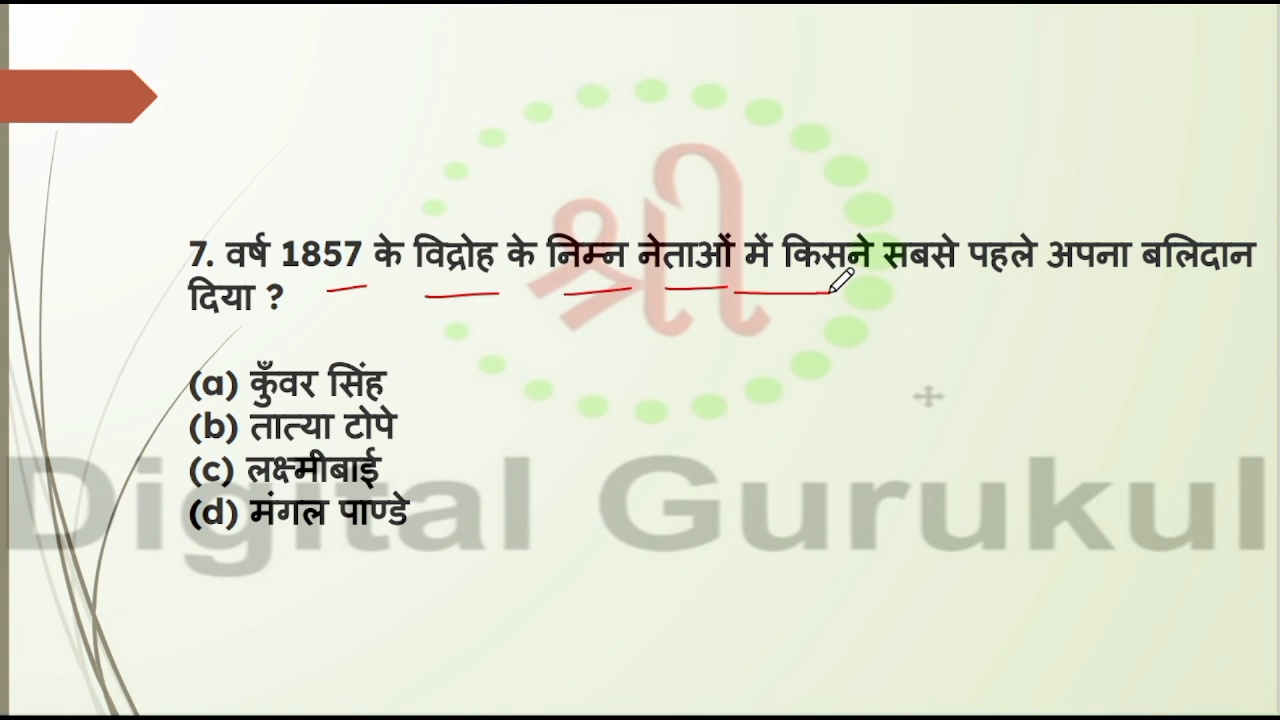 श्री
7. वर्ष 1857 के विद्रोह के निम्न नेताओं में किसने सबसे पहले अपना बलिदान
दिया ?
(a) कुँवर सिंह
(b) तात्या टोपे
(c) लक्ष्मीबाई
(d) मंगल पाण्डे
Digital Gurukul